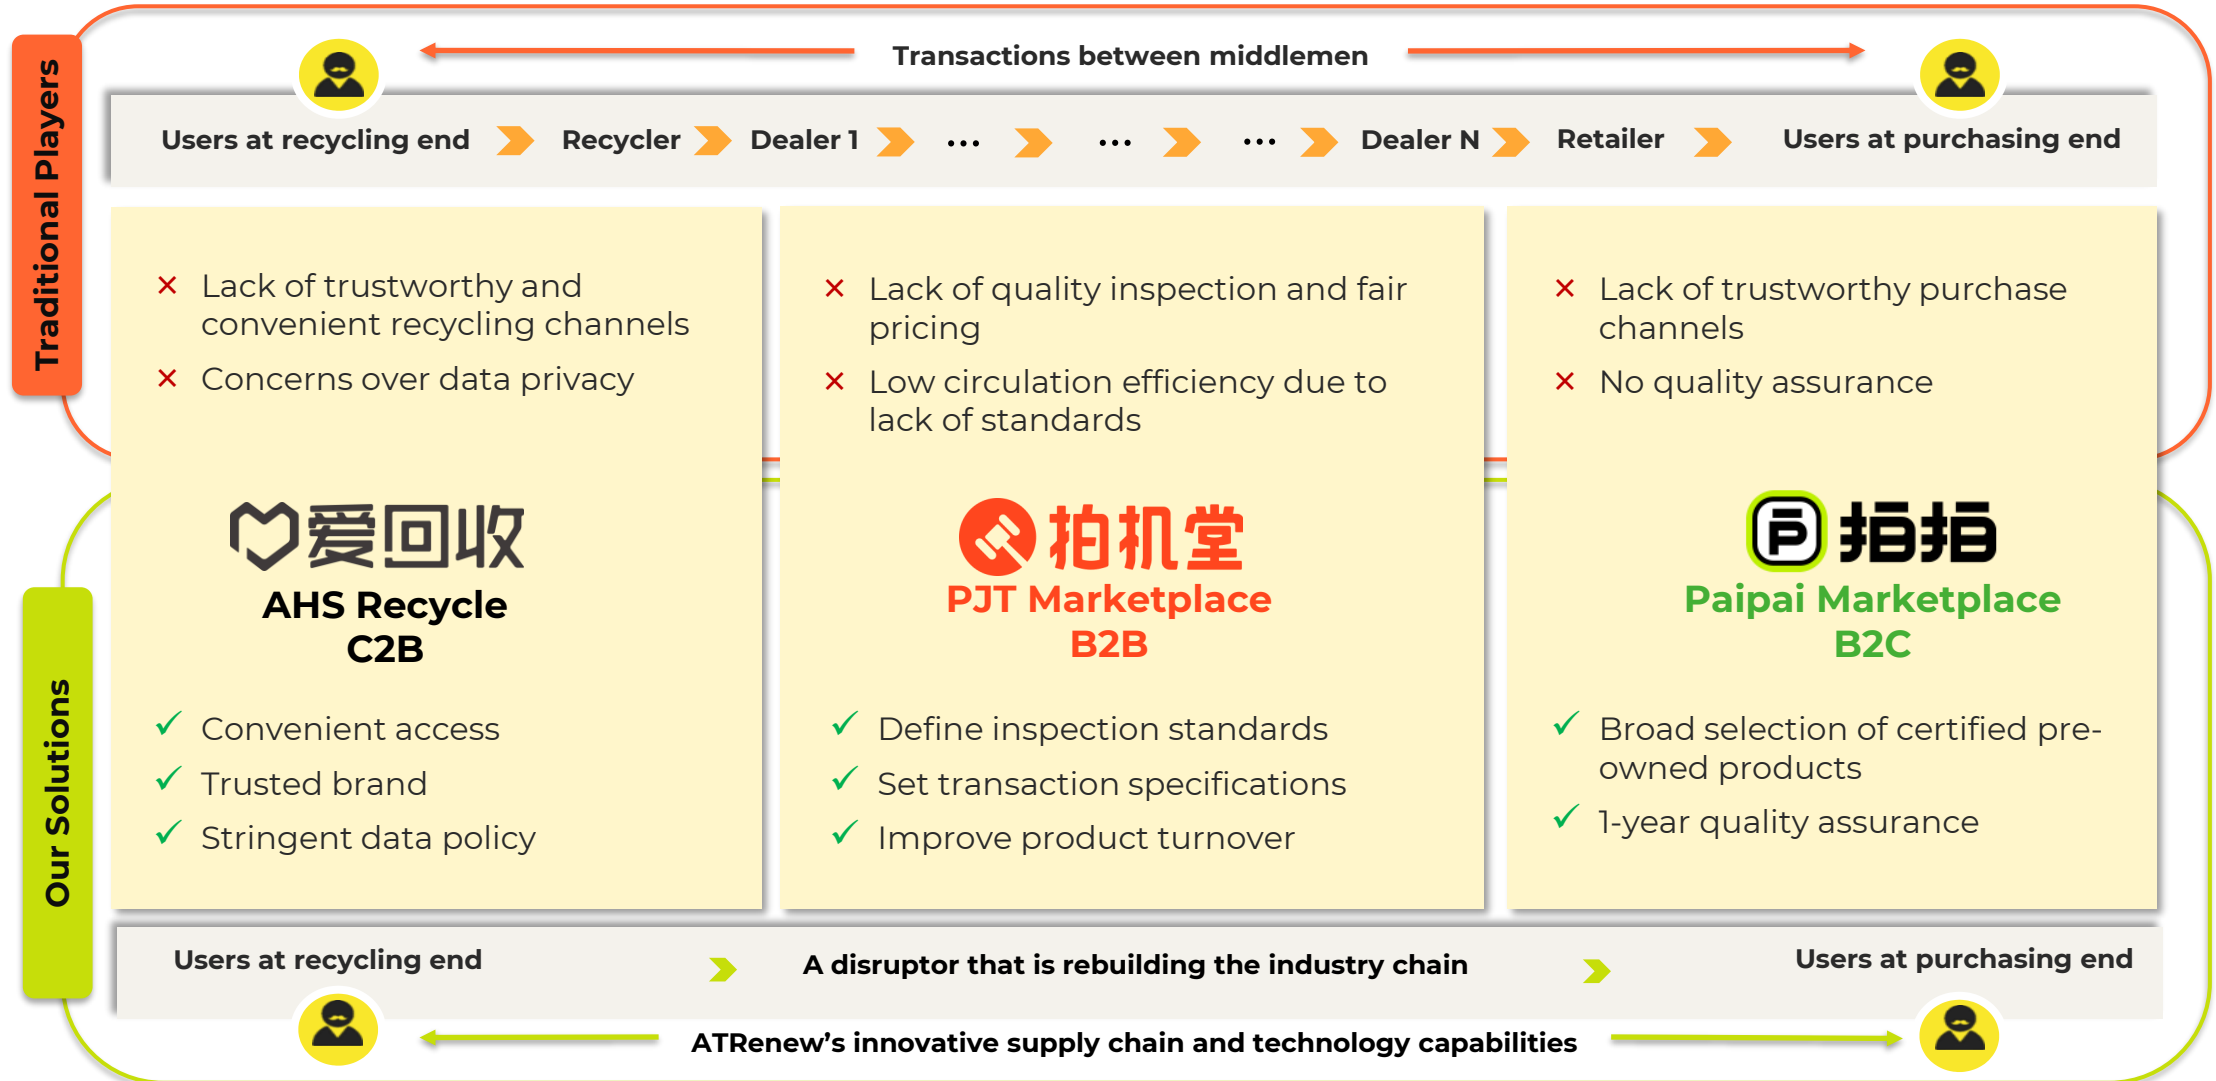 Traditional Players
Transactions between middlemen
Users at recycling end Recycler Dealer 1 ... ... ... Dealer N Retailer Users at purchasing end
× Lack of trustworthy and
convenient recycling channels
× Concerns over data privacy
× Lack of quality inspection and fair
pricing
× Low circulation efficiency due to
lack of standards
× Lack of trustworthy purchase
channels
× No quality assurance
Our Solutions
爱回收
AHS Recycle
C2B
✓ Convenient access
✓ Trusted brand
✓ Stringent data policy
拍机堂
PJT Marketplace
B2B
✓ Define inspection standards
✓ Set transaction specifications
✓ Improve product turnover
P 拍拍
Paipai Marketplace
B2C
✓ Broad selection of certified pre-
owned products
✓ 1-year quality assurance
Users at recycling end A disruptor that is rebuilding the industry chain Users at purchasing end
ATRenew’s innovative supply chain and technology capabilities